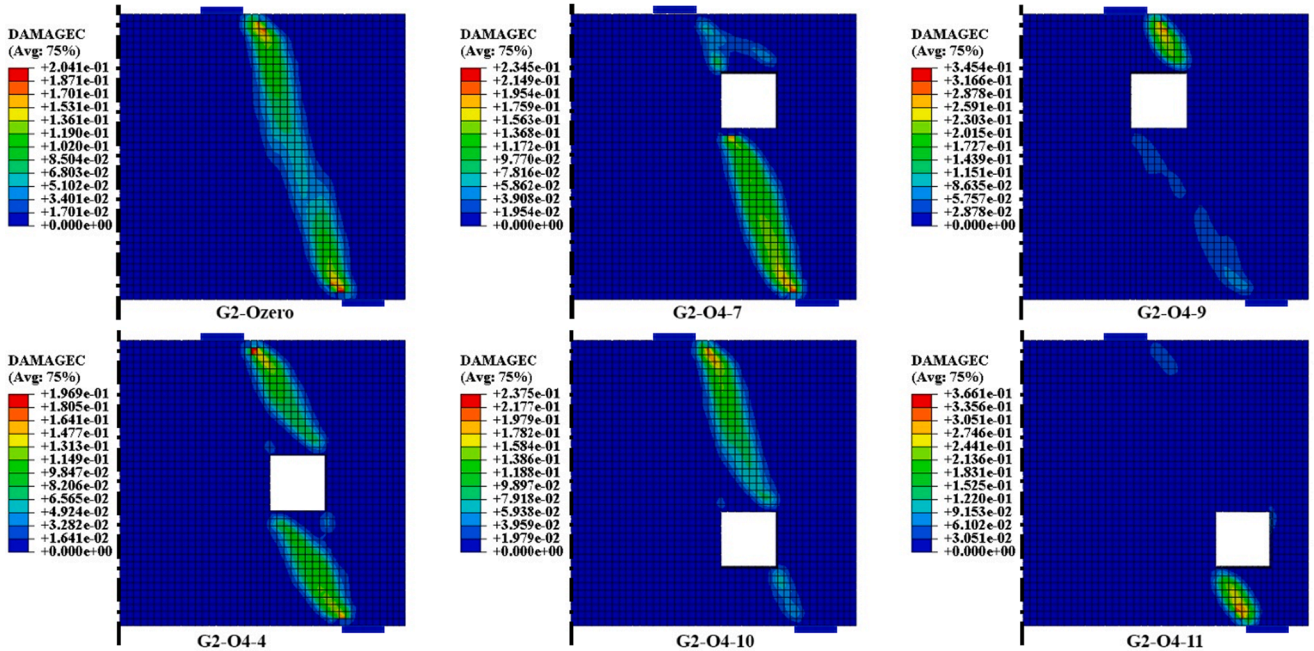 DAMAGEC
(Avg: 75%)
+2.041e-01
+1.871e-01
+1.701e-01
+1.531e-01
+1.361e-01
+1.190e-01
+1.020e-01
+8.504e-02
+6.803e-02
+5.102e-02
+3.401e-02
+1.701e-02
+0.000e+00
G2-Ozero
DAMAGEC
(Avg: 75%)
+2.345e-01
+2.149e-01
+1.954e-01
+1.759e-01
+1.563e-01
+1.368e-01
+1.172e-01
+9.770e-02
+7.816e-02
+5.862e-02
+3.908e-02
+1.954e-02
+0.000e+00
G2-O4-7
DAMAGEC
(Avg: 75%)
+3.454e-01
+3.166e-01
+2.878e-01
+2.591e-01
+2.303e-01
+2.015e-01
+1.727e-01
+1.439e-01
+1.151e-01
+8.635e-02
+5.757e-02
+2.878e-02
+0.000e+00
G2-O4-9
DAMAGEC
(Avg: 75%)
+1.969e-01
+1.805e-01
+1.641e-01
+1.477e-01
+1.313e-01
+1.149e-01
+9.847e-02
+8.206e-02
+6.565e-02
+4.924e-02
+3.282e-02
+1.641e-02
+0.000e+00
G2-O4-4
DAMAGEC
(Avg: 75%)
+2.375e-01
+2.177e-01
+1.979e-01
+1.782e-01
+1.584e-01
+1.386e-01
+1.188e-01
+9.897e-02
+7.918e-02
+5.938e-02
+3.959e-02
+1.979e-02
+0.000e+00
G2-O4-10
DAMAGEC
(Avg: 75%)
+3.661e-01
+3.356e-01
+3.051e-01
+2.746e-01
+2.441e-01
+2.136e-01
+1.831e-01
+1.525e-01
+1.220e-01
+9.153e-02
+6.102e-02
+3.051e-02
+0.000e+00
G2-O4-11